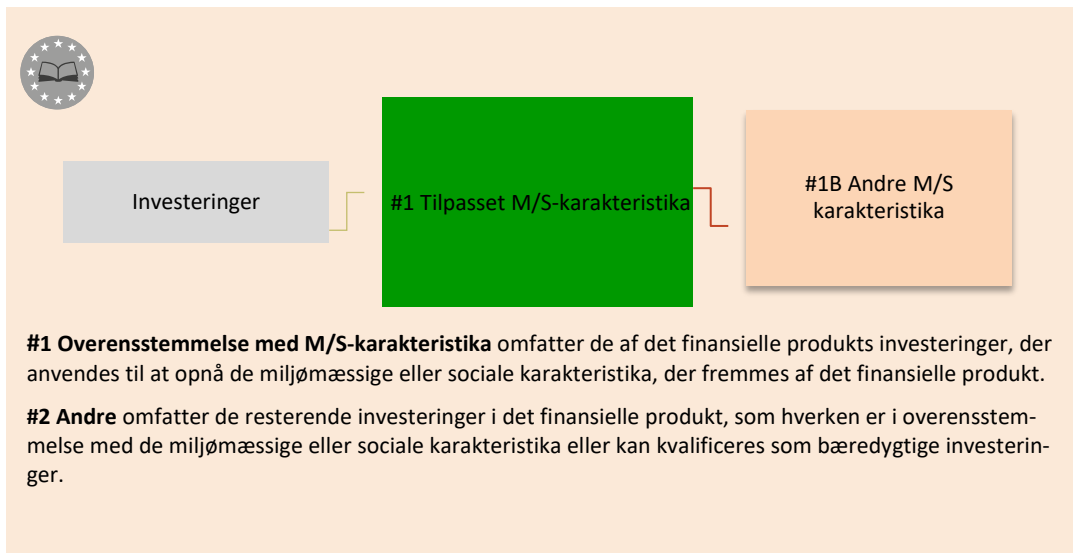 Investeringer
#1 Tilpasset M/S-karakteristika
#1B Andre M/S
karakteristika
#1 Overensstemmelse med M/S-karakteristika omfatter de af det finansielle produkts investeringer, der
anvendes til at opnå de miljømæssige eller sociale karakteristika, der fremmes af det finansielle produkt.
#2 Andre omfatter de resterende investeringer i det finansielle produkt, som hverken er i overensstem-
melse med de miljømæssige eller sociale karakteristika eller kan kvalificeres som bæredygtige investerin-
ger.